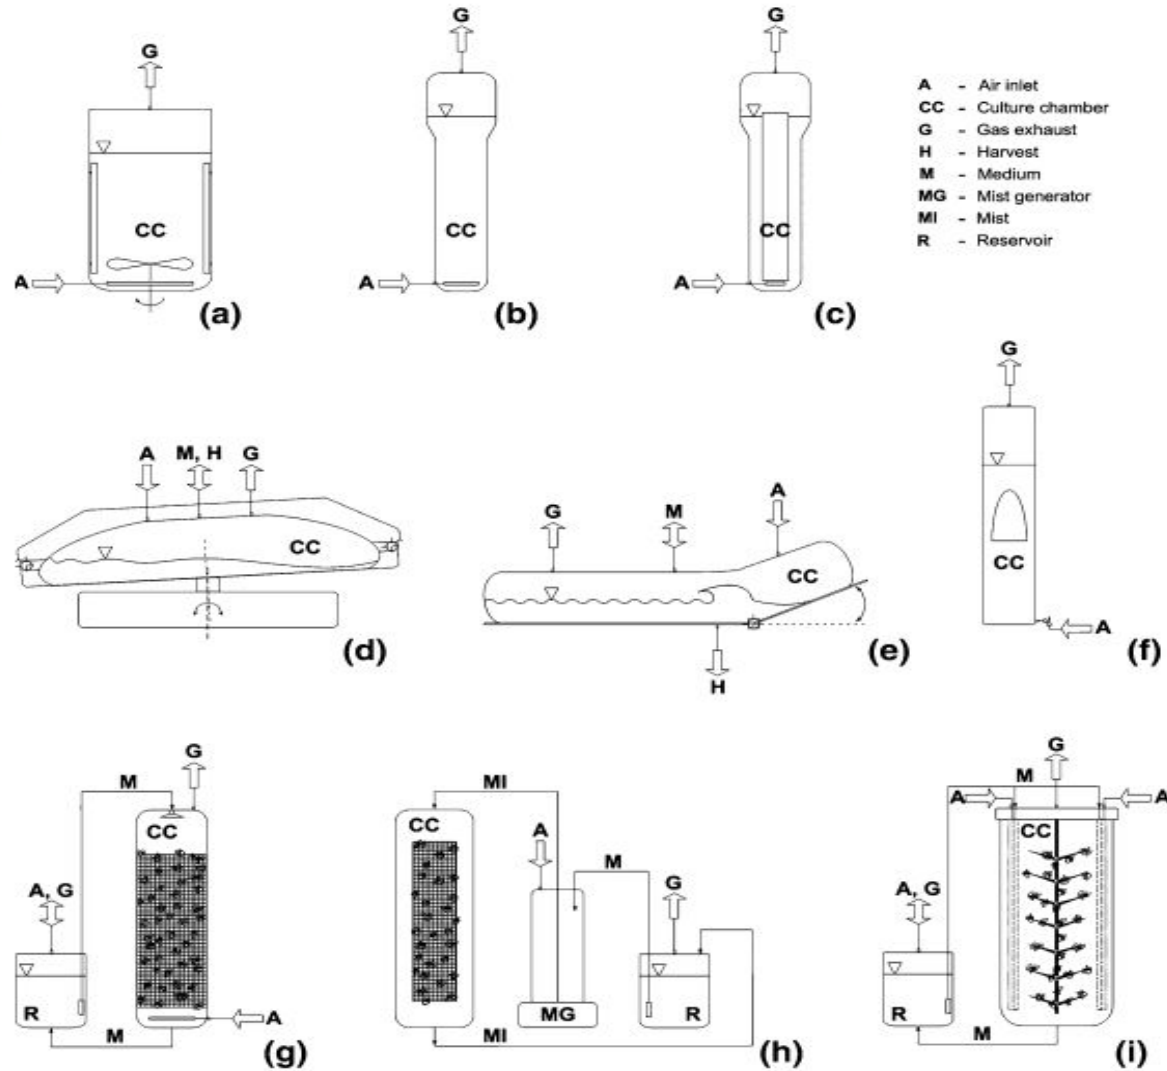 G
CC
A
(a)
G
CC
A
(b)
G
CC
A
(c)
A - Air inlet
CC - Culture chamber
G - Gas exhaust
H - Harvest
M - Medium
MG - Mist generator
MI - Mist
R - Reservoir
A M, H G
CC
(d)
G M A
CC
H
(e)
G
CC
A
(f)
G
M
CC
A, G
R
A
M
(g)
MI
CC
A
M
G
MG
R
MI
(h)
G
M
A A
CC
A, G
R
M
(i)